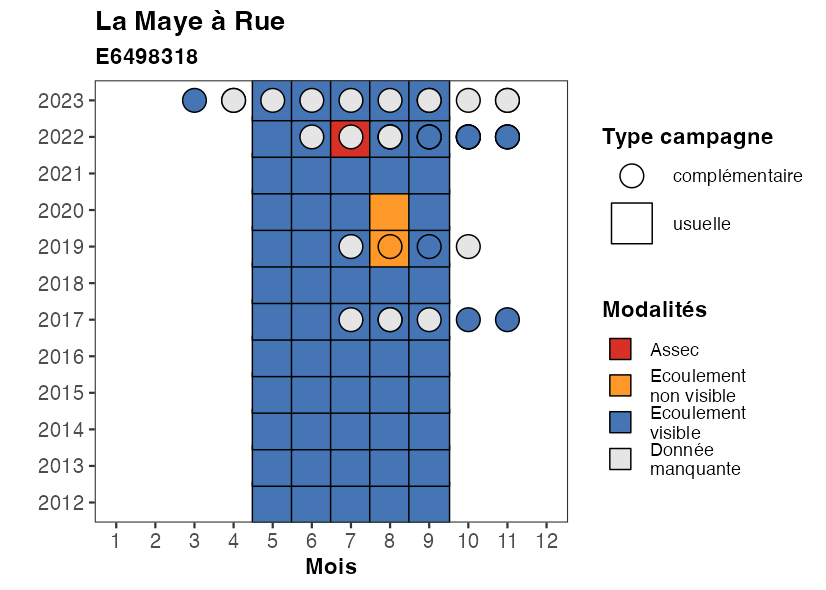 La Maye à Rue
E6498318
2023
2022
2021
2020
2019
2018
2017
2016
2015
2014
2013
2012
1 2 3 4 5 6 7 8 9 10 11 12
Mois
Type campagne
complémentaire
usuelle
Modalités
Assec
Ecoulement
non visible
Ecoulement
visible
Donnée
manquante